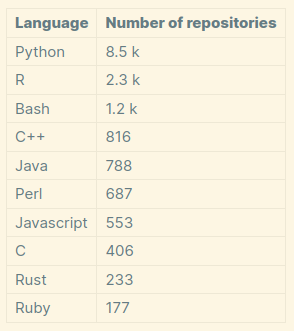 Language Number of repositories
Python 8.5 k
R 2.3 k
Bash 1.2 k
C++ 816
Java 788
Perl 687
Javascript 553
C 406
Rust 233
Ruby 177